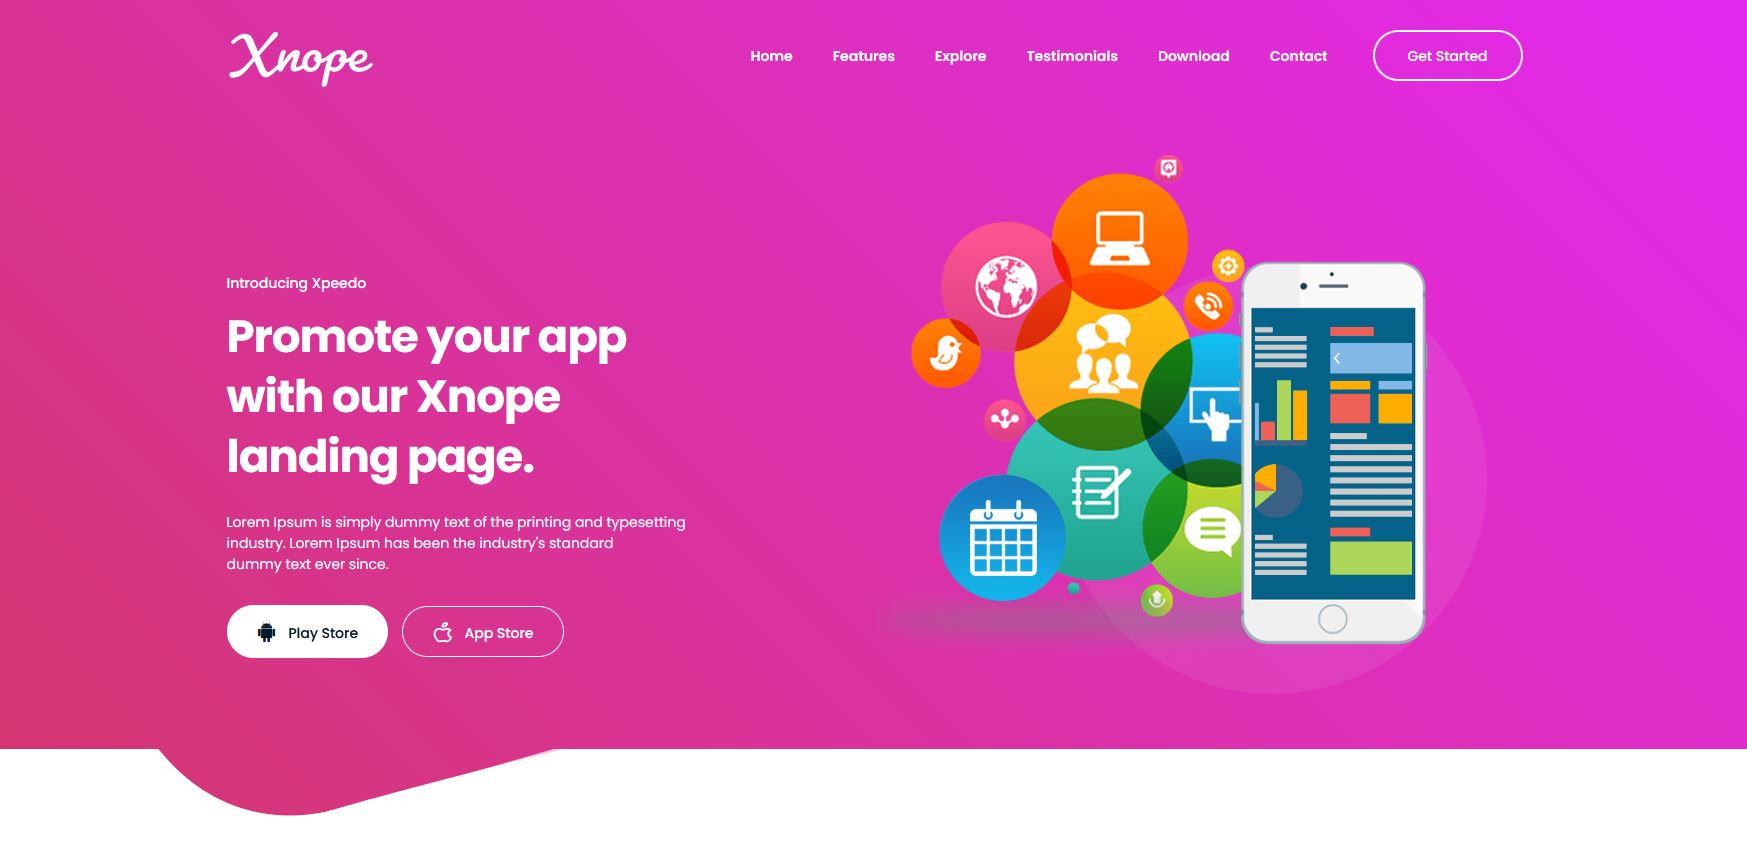 Xnope
Home
Features
Explore
Testimonials
Download
Contact
Get Started
Introducing Xpeedo
Promote your app
with our Xnope
landing page.
Lorem Ipsum is simply dummy text of the printing and typesetting
industry. Lorem Ipsum has been the industry's standard
dummy text ever since.
Play Store
App Store